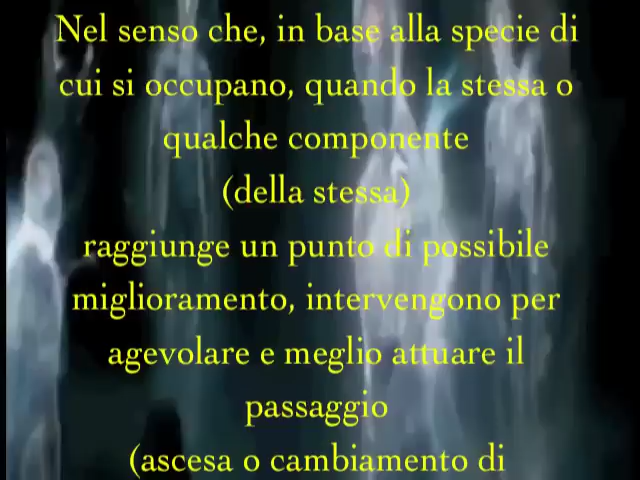 Nel senso che, in base alla specie di
cui si occupano, quando la stessa o
qualche componente
(della stessa)
raggiunge un punto di possibile
miglioramento, intervengono per
agevolare e meglio attuare il
passaggio
(ascesa o cambiamento di